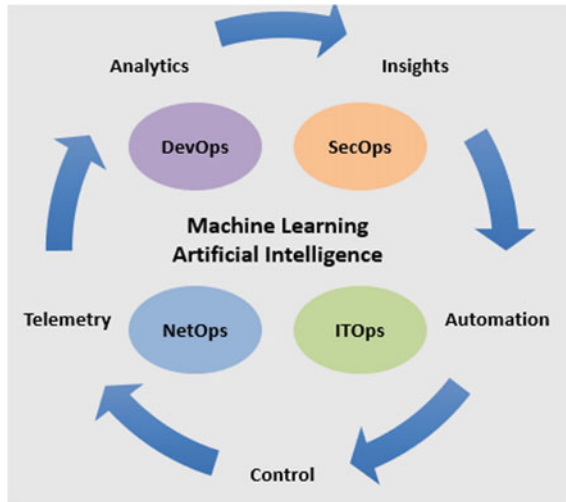 Analytics
Insights
DevOps
SecOps
Machine Learning
Artificial Intelligence
Telemetry
NetOps
ITOps
Automation
Control